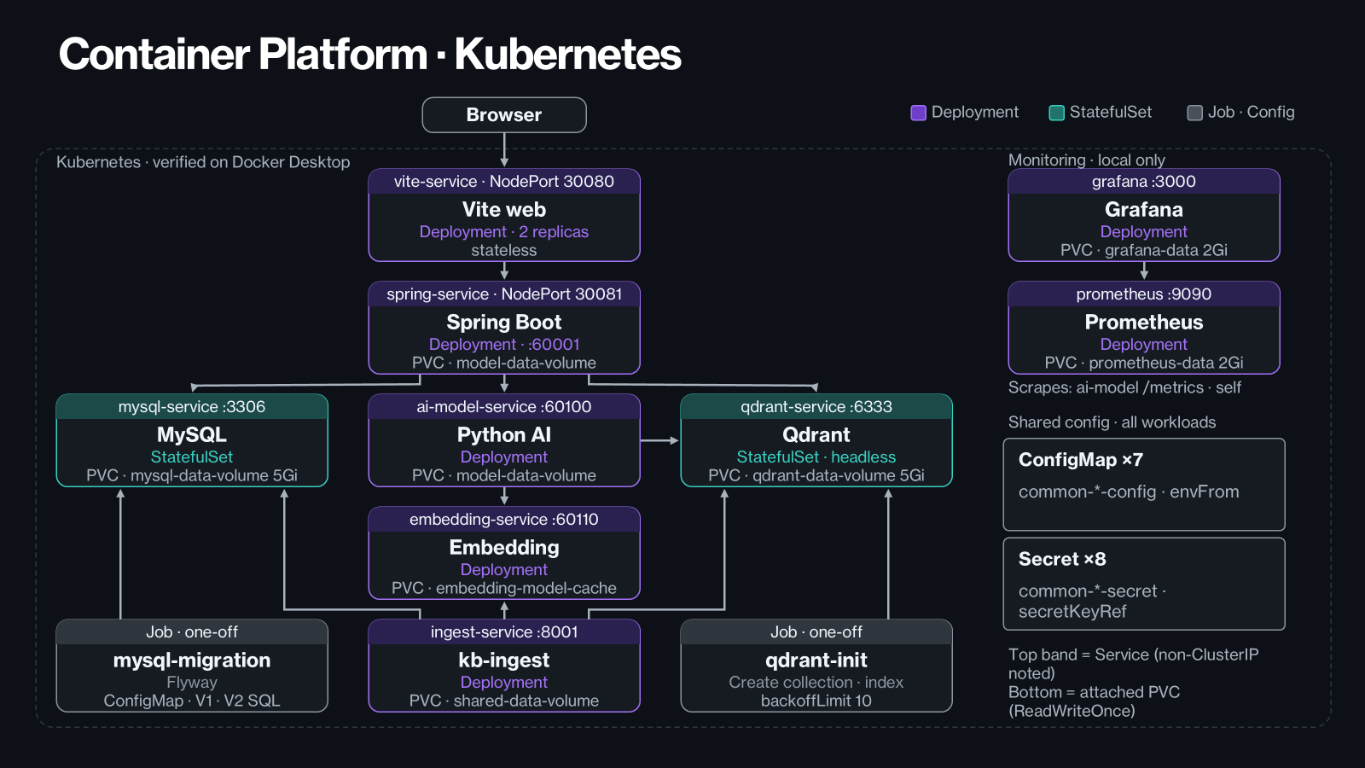 Container Platform · Kubernetes
Browser
Deployment
StatefulSet
Job · Config
Kubernetes · verified on Docker Desktop
Monitoring · local only
vite-service · NodePort 30080
Vite web
Deployment · 2 replicas
stateless
grafana :3000
Grafana
Deployment
PVC · grafana-data 2Gi
spring-service · NodePort 30081
Spring Boot
Deployment · :60001
PVC · model-data-volume
prometheus :9090
Prometheus
Deployment
PVC · prometheus-data 2Gi
Scrapes: ai-model /metrics · self
mysql-service :3306
MySQL
StatefulSet
PVC · mysql-data-volume 5Gi
ai-model-service :60100
Python AI
Deployment
PVC · model-data-volume
qdrant-service :6333
Qdrant
StatefulSet · headless
PVC · qdrant-data-volume 5Gi
Shared config · all workloads
ConfigMap ×7
common-*-config · envFrom
embedding-service :60110
Embedding
Deployment
PVC · embedding-model-cache
Secret ×8
common-*-secret ·
secretKeyRef
Job · one-off
mysql-migration
Flyway
ConfigMap · V1 · V2 SQL
ingest-service :8001
kb-ingest
Deployment
PVC · shared-data-volume
Job · one-off
qdrant-init
Create collection · index
backoffLimit 10
Top band = Service (non-ClusterIP
noted)
Bottom = attached PVC
(ReadWriteOnce)